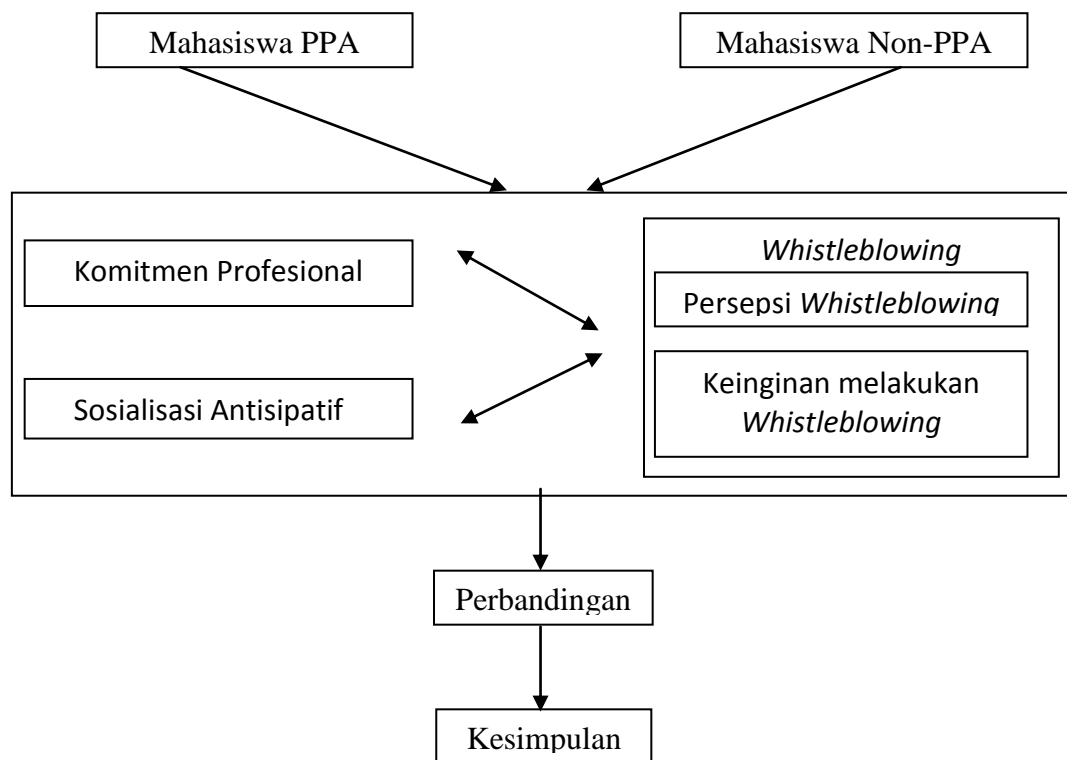 Mahasiswa PPA
Mahasiswa Non-PPA
Komitmen Profesional
Sosialisasi Antisipatif
Whistleblowing
Persepsi Whistleblowing
Keinginan melakukan
Whistleblowing
Perbandingan
Kesimpulan